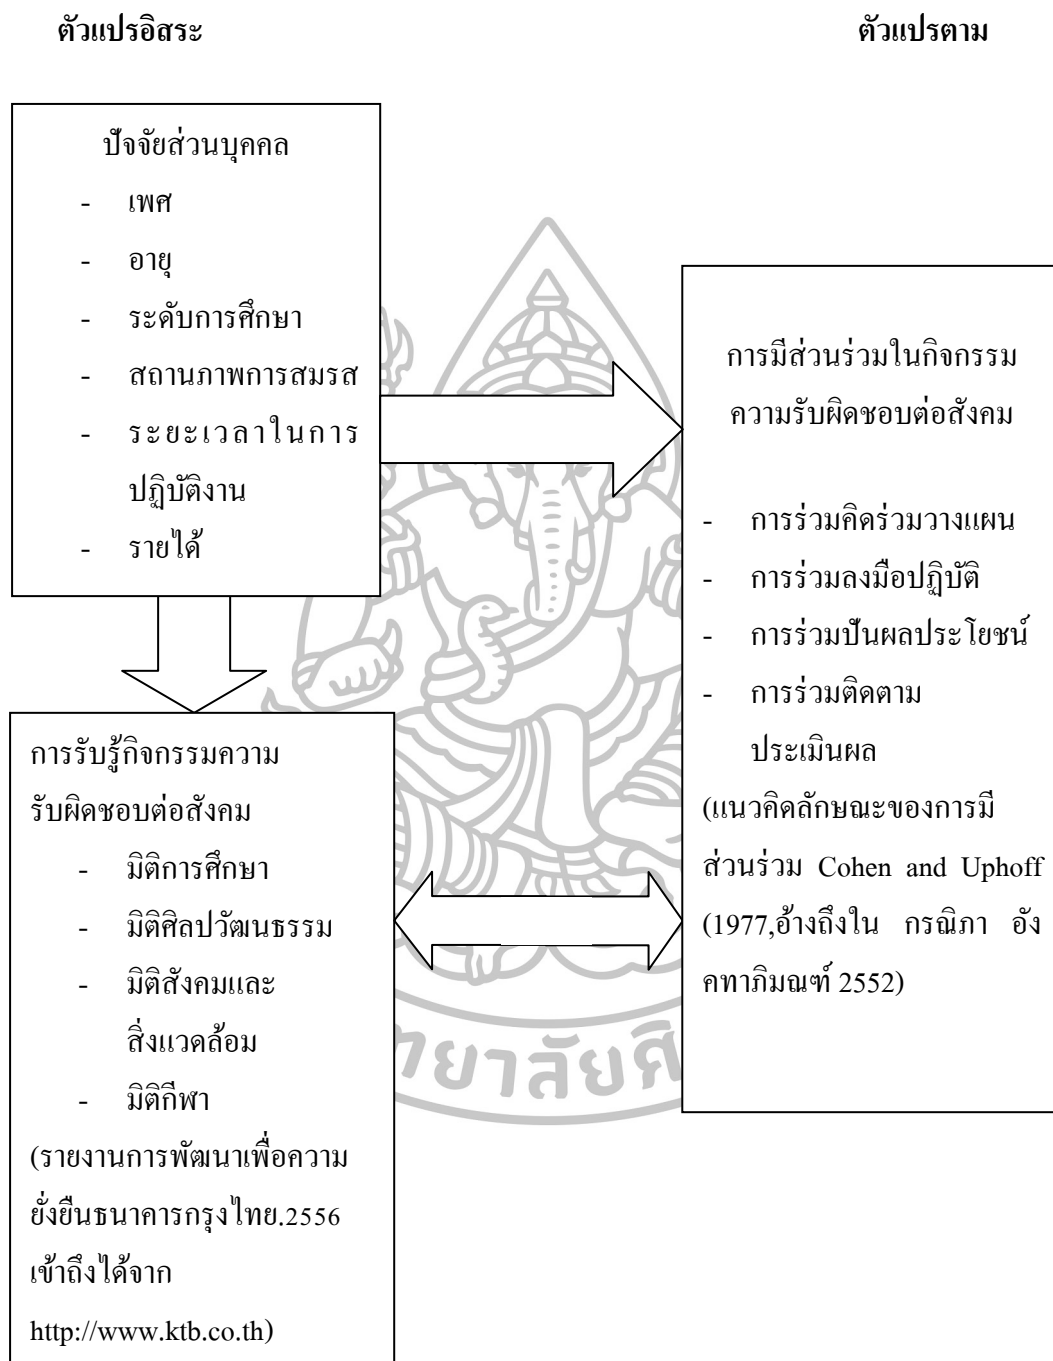 ตัวแปรอิสระ
ตัวแปรตาม
ปัจจัยส่วนบุคคล
- เพศ
- อายุ
- ระดับการศึกษา
- สถานภาพการสมรส
- ระยะเวลาในการ
ปฏิบัติงาน
- รายได้
การรับรู้กิจกรรมความ
รับผิดชอบต่อสังคม
- มิติการศึกษา
- มิติศิลปวัฒนธรรม
- มิติสังคมและ
สิ่งแวดล้อม
- มิติกีฬา
(รายงานการพัฒนาเพื่อความ
ยั่งยืนธนาคารกรุงไทย.2556
เข้าถึงได้จาก
http://www.ktb.co.th)
การมีส่วนร่วมในกิจกรรม
ความรับผิดชอบต่อสังคม
- การร่วมคิดร่วมวางแผน
- การร่วมลงมือปฏิบัติ
- การร่วมปันผลประโยชน์
- การร่วมติดตาม
ประเมินผล
(แนวคิดลักษณะของการมี
ส่วนร่วม Cohen and Uphoff
(1977,อ้างถึงใน กรณิภา อัง
คทาภิมณฑ์ 2552)
ทยาลัยศิ